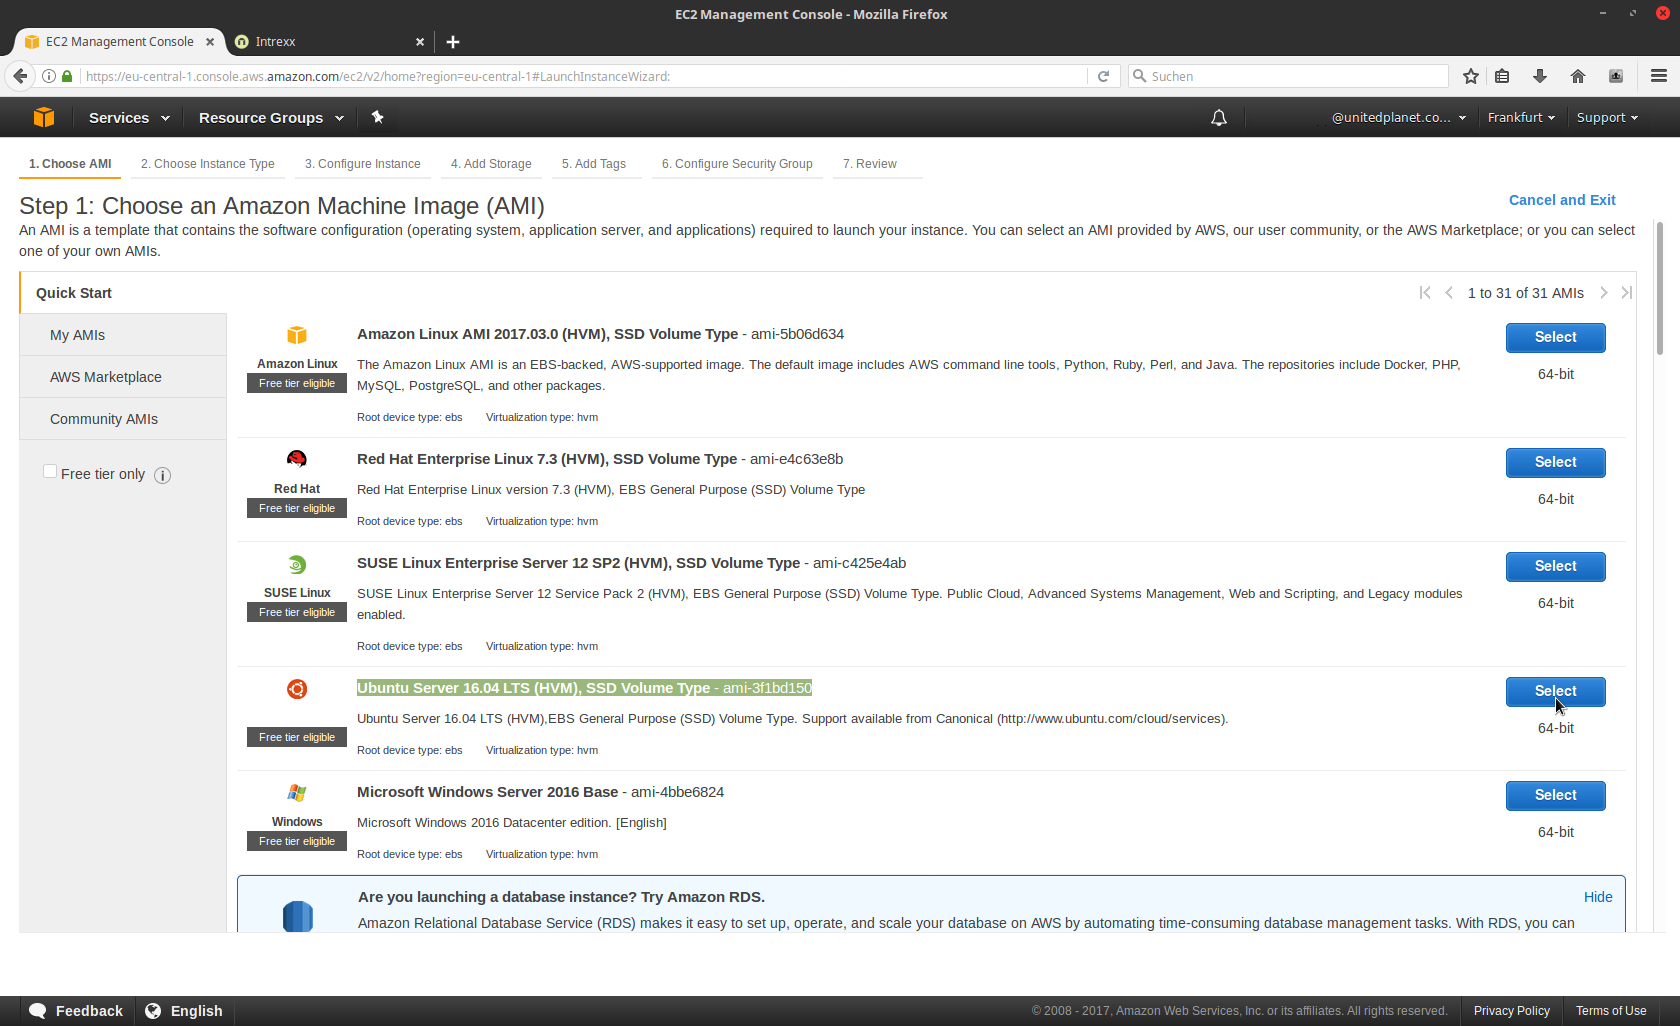 EC2 Management Console - Mozilla Firefox
EC2 Management Console
Intrexx
https://eu-central-1.console.aws.amazon.com/ec2/v2/home?region=eu-central-1#LaunchInstanceWizard:
Suchen
Services
Resource Groups
@unitedplanet.co...
Frankfurt
Support
1. Choose AMI
2. Choose Instance Type
3. Configure Instance
4. Add Storage
5. Add Tags
6. Configure Security Group
7. Review
Step 1: Choose an Amazon Machine Image (AMI)
Cancel and Exit
An AMI is a template that contains the software configuration (operating system, application server, and applications) required to launch your instance. You can select an AMI provided by AWS, our user community, or the AWS Marketplace; or you can select
one of your own AMIs.
Quick Start
1 to 31 of 31 AMIs
My AMIs
AWS Marketplace
Community AMIs
Free tier only
Amazon Linux
Free tier eligible
Amazon Linux AMI 2017.03.0 (HVM), SSD Volume Type - ami-5b06d634
The Amazon Linux AMI is an EBS-backed, AWS-supported image. The default image includes AWS command line tools, Python, Ruby, Perl, and Java. The repositories include Docker, PHP,
MySQL, PostgreSQL, and other packages.
Root device type: ebs Virtualization type: hvm
Select
64-bit
Red Hat
Free tier eligible
Red Hat Enterprise Linux 7.3 (HVM), SSD Volume Type - ami-e4c63e8b
Red Hat Enterprise Linux version 7.3 (HVM), EBS General Purpose (SSD) Volume Type
Root device type: ebs Virtualization type: hvm
Select
64-bit
SUSE Linux
Free tier eligible
SUSE Linux Enterprise Server 12 SP2 (HVM), SSD Volume Type - ami-c425e4ab
SUSE Linux Enterprise Server 12 Service Pack 2 (HVM), EBS General Purpose (SSD) Volume Type. Public Cloud, Advanced Systems Management, Web and Scripting, and Legacy modules
enabled.
Root device type: ebs Virtualization type: hvm
Select
64-bit
Free tier eligible
Ubuntu Server 16.04 LTS (HVM), SSD Volume Type - ami-3f1bd150
Ubuntu Server 16.04 LTS (HVM),EBS General Purpose (SSD) Volume Type. Support available from Canonical (http://www.ubuntu.com/cloud/services).
Root device type: ebs Virtualization type: hvm
Select
64-bit
Windows
Free tier eligible
Microsoft Windows Server 2016 Base - ami-4bbe6824
Microsoft Windows 2016 Datacenter edition. [English]
Root device type: ebs Virtualization type: hvm
Select
64-bit
Are you launching a database instance? Try Amazon RDS.
Hide
Amazon Relational Database Service (RDS) makes it easy to set up, operate, and scale your database on AWS by automating time-consuming database management tasks. With RDS, you can
Feedback
English
© 2008 - 2017, Amazon Web Services, Inc. or its affiliates. All rights reserved.
Privacy Policy
Terms of Use